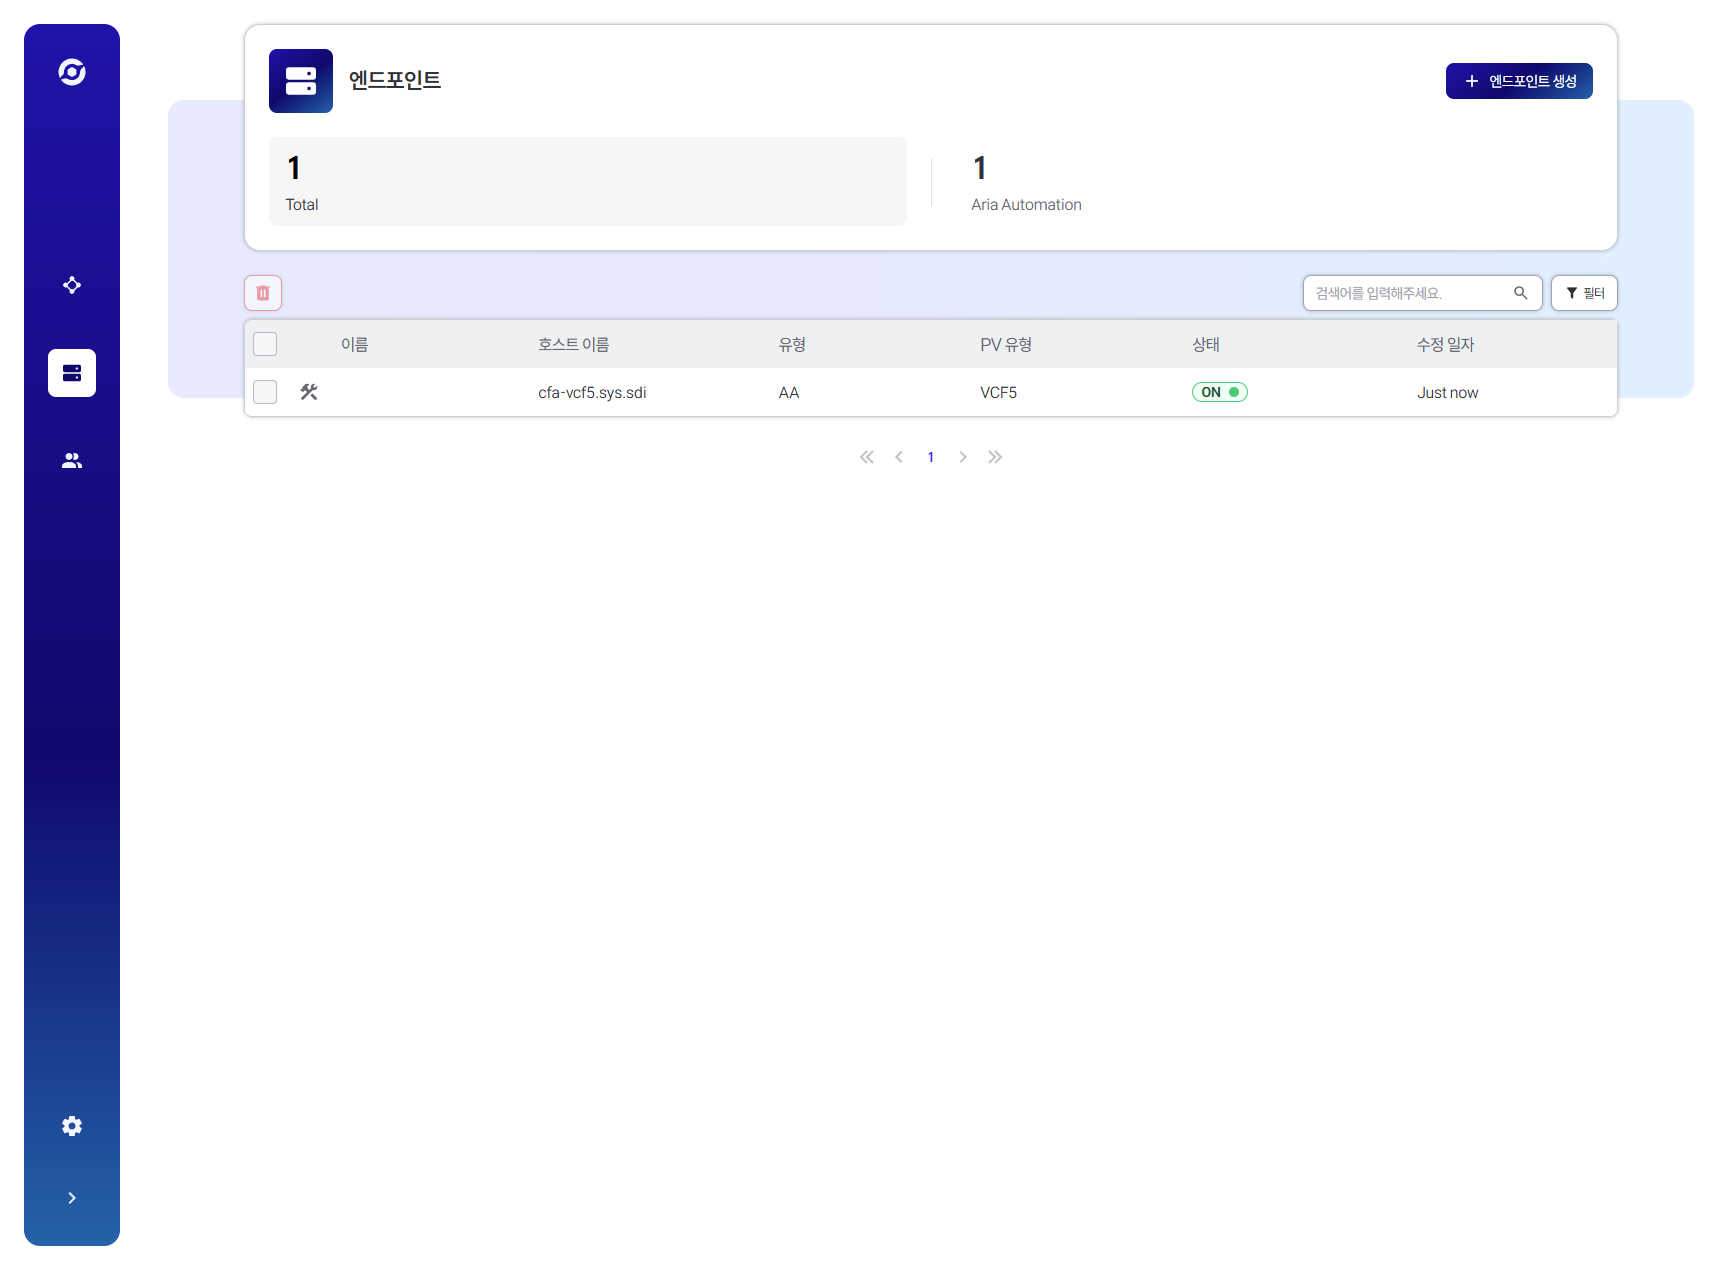 엔드포인트
엔드포인트 생성
1
Total
1
Aria Automation
검색어를 입력해주세요.
필터
이름 호스트 이름 유형 PV 유형 상태 수정 일자
cfa-vcf5.sys.sdi AA VCF5 ON Just now
1